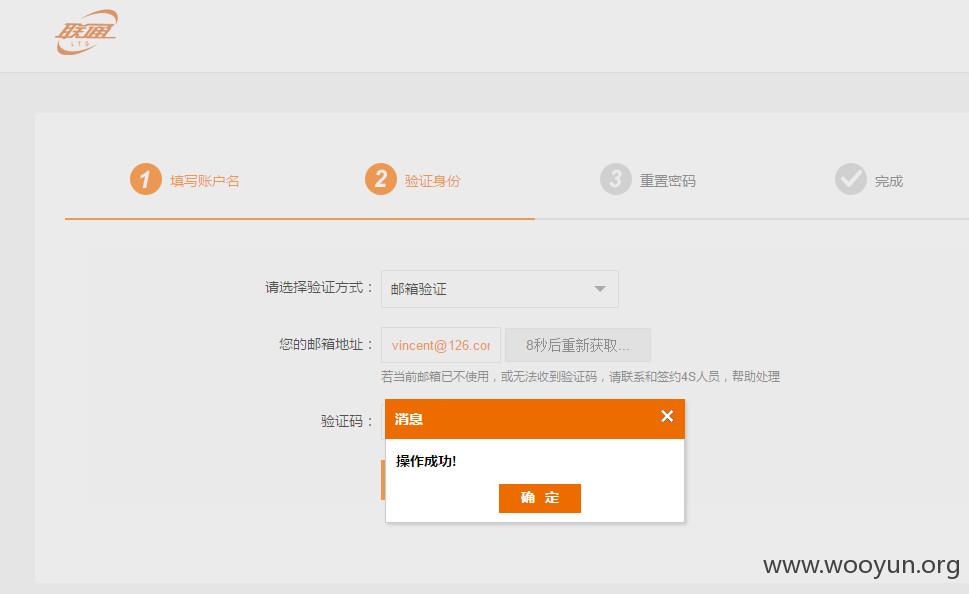 联通
LTG
1 填写账户名
2 验证身份
3 重置密码
完成
请选择验证方式：
邮箱验证
您的邮箱地址：
vincent@126.cor
8秒后重新获取...
若当前邮箱已不使用，或无法收到验证码，请联系和签约4S人员，帮助处理
验证码：
消息
操作成功!
确 定
www.wooyun.org